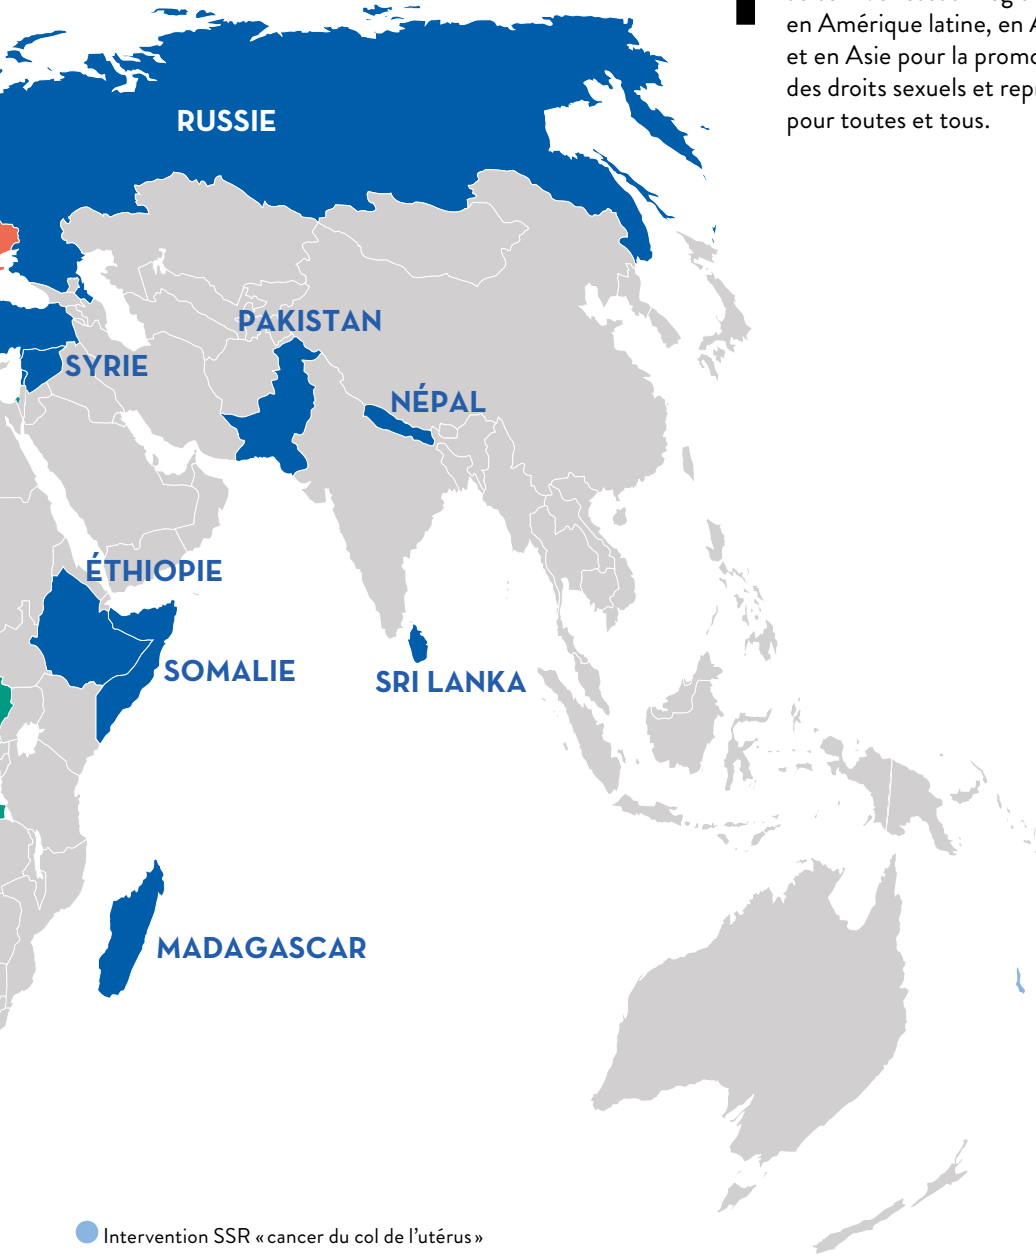 en Amérique latine, en A
et en Asie pour la promo
des droits sexuels et repr
pour toutes et tous.
RUSSIE
PAKISTAN
SYRIE
NÉPAL
ÉTHIOPIE
SOMALIE
SRI LANKA
MADAGASCAR
Intervention SSR « cancer du col de l'utérus »